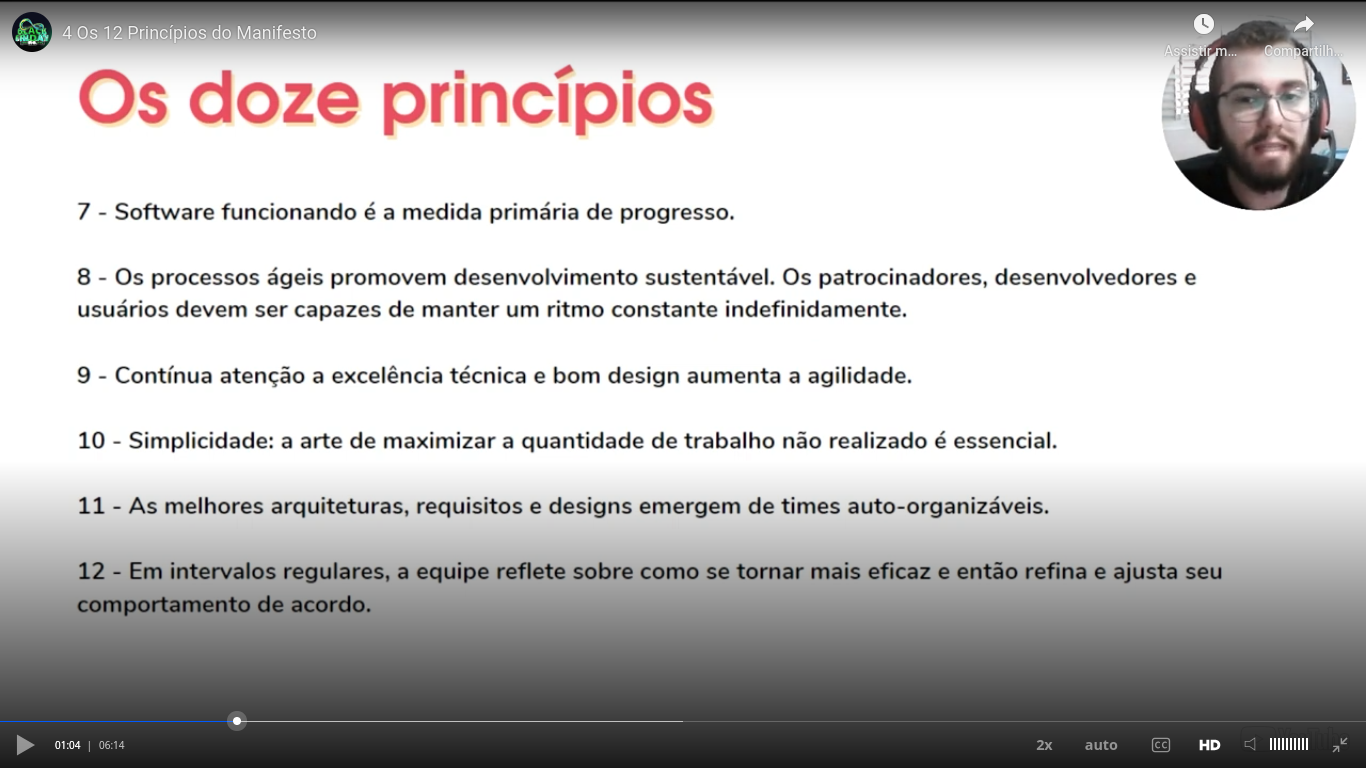 4 Os 12 Princípios do Manifesto
Assistir m...
Compartilh...
Os doze princípios
7 - Software funcionando é a medida primária de progresso.
8 - Os processos ágeis promovem desenvolvimento sustentável. Os patrocinadores, desenvolvedores e
usuários devem ser capazes de manter um ritmo constante indefinidamente.
9 - Contínua atenção a excelência técnica e bom design aumenta a agilidade.
10 - Simplicidade: a arte de maximizar a quantidade de trabalho não realizado é essencial.
11 - As melhores arquiteturas, requisitos e designs emergem de times auto-organizáveis.
12 - Em intervalos regulares, a equipe reflete sobre como se tornar mais eficaz e então refina e ajusta seu
comportamento de acordo.
01:04 | 06:14
2x
auto
CC
HD